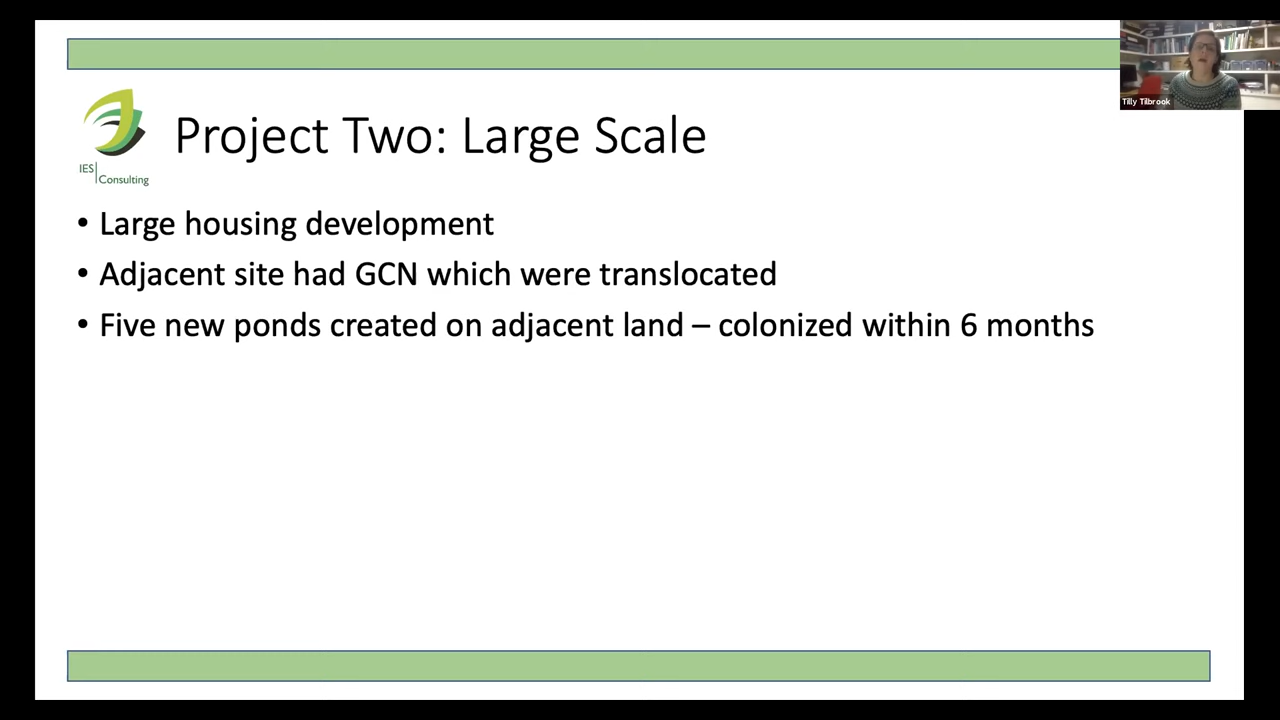 Tilly Tilbrook
Project Two: Large Scale
IES
Consulting
• Large housing development
• Adjacent site had GCN which were translocated
• Five new ponds created on adjacent land – colonized within 6 months